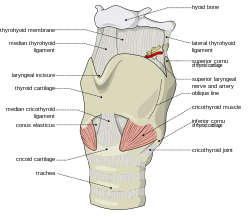 hyoid bone
thyrohyoid membrane
median thyrohyoid
ligament
lateral thyrohyoid
ligament
superior cornu
thyroid cartilage
laryngeal incisure
superior laryngeal
nerve and artery
thyroid cartilage
oblique line
median cricothyroid
ligament
cricothyroid muscle
conus elasticus
inferior cornu
thyroid cartilage
cricoid cartilage
cricothyroid joint
trachea